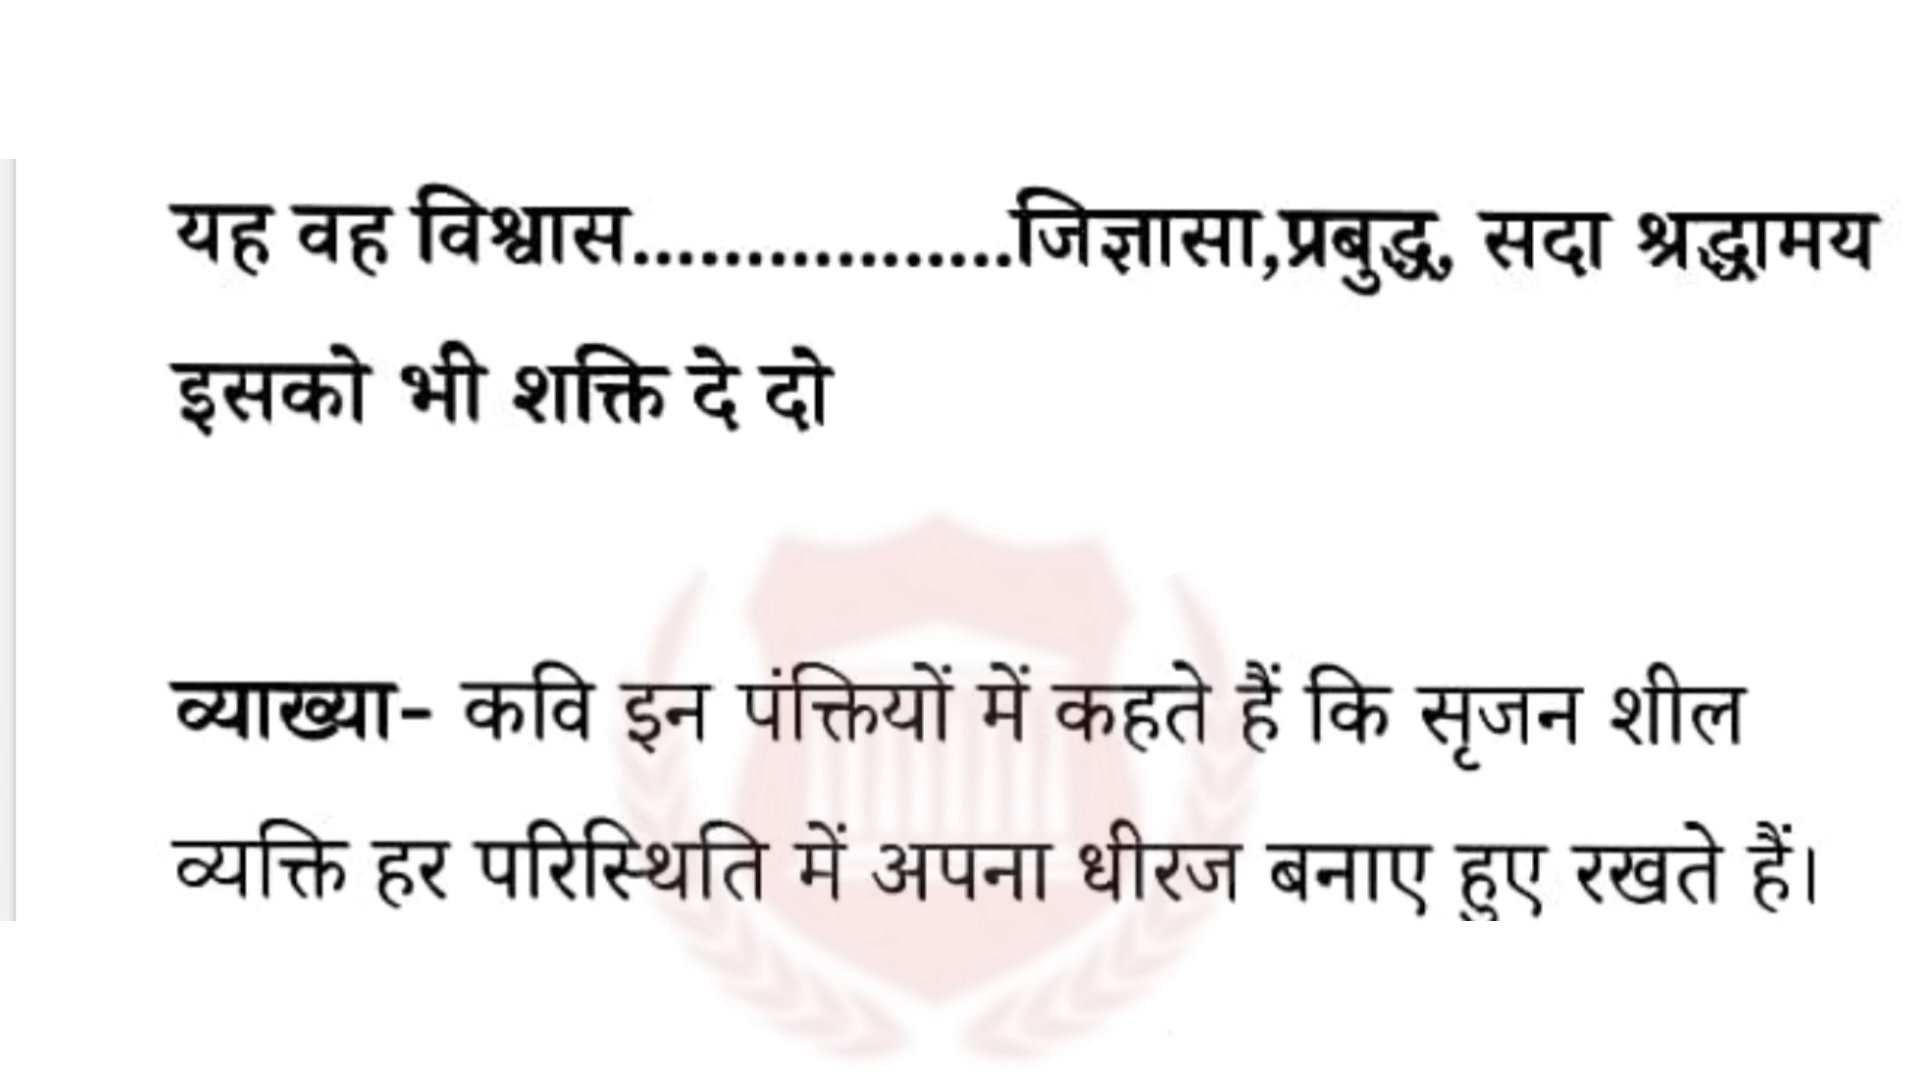 यह वह विश्वास.................जिज्ञासा,प्रबुद्ध, सदा श्रद्धामय
इसको भी शक्ति दे दो
व्याख्या- कवि इन पंक्तियों में कहते हैं कि सृजन शील
व्यक्ति हर परिस्थिति में अपना धीरज बनाए हुए रखते हैं।